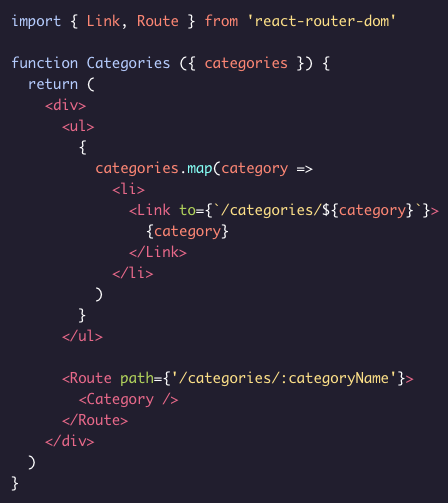 import { Link, Route } from 'react-router-dom'

function Categories ({ categories }) {
  return (
    <div>
      <ul>
        {
          categories.map(category =>
            <li>
              <Link to={`/categories/${category}`}>
                {category}
              </Link>
            </li>
          )
        }
      </ul>

      <Route path={'/categories/:categoryName'}>
        <Category />
      </Route>
    </div>
  )
}